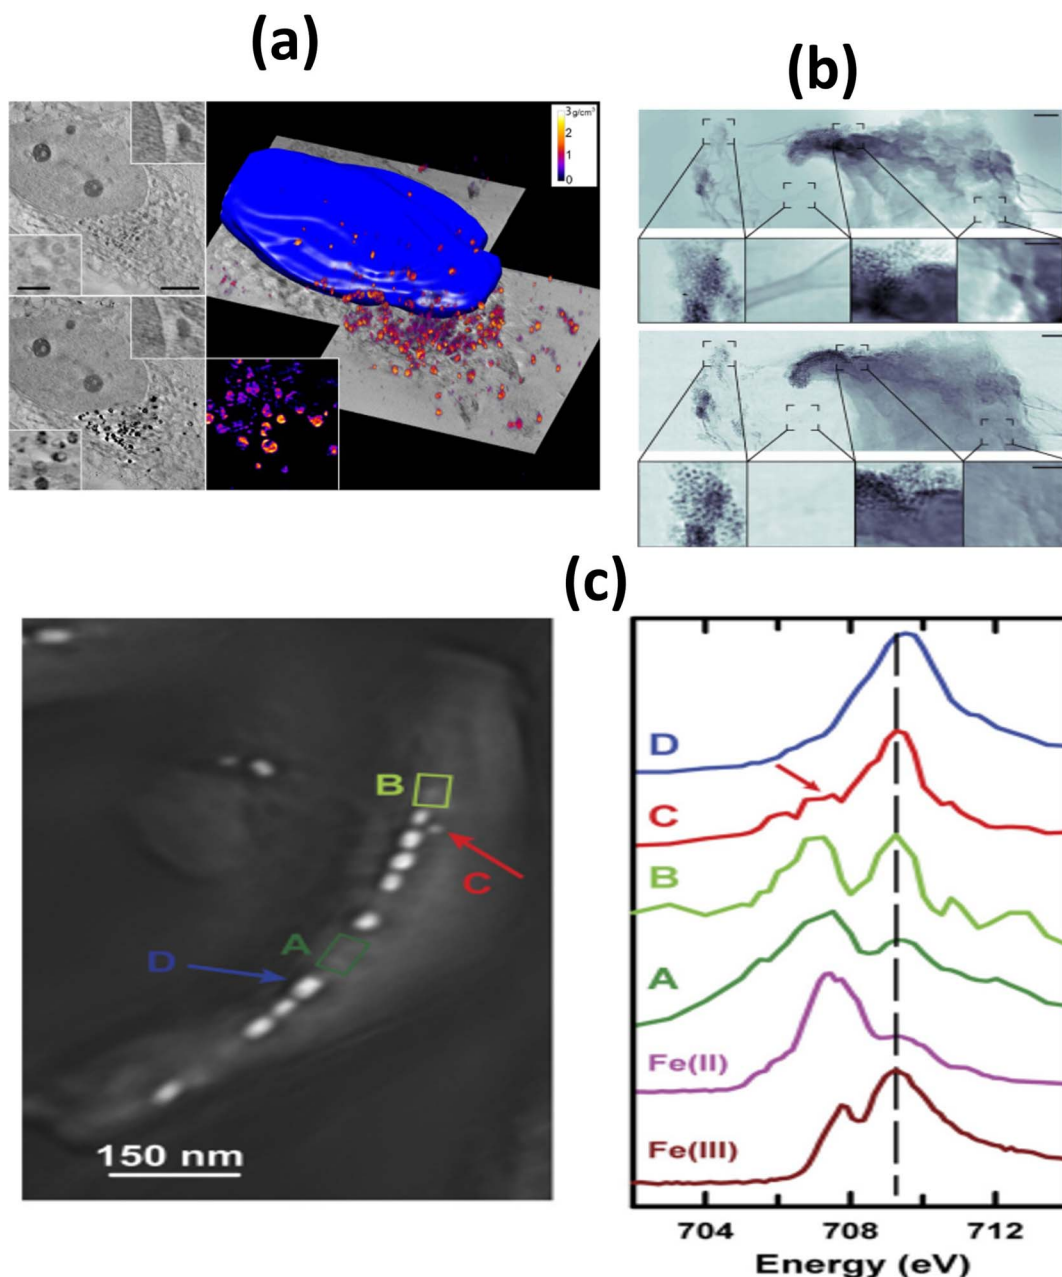 (a)
(b)
3 g/cm³
2
1
0
(c)
B
C
A
D
150 nm
D
C
B
A
Fe(II)
Fe(III)
704 708 712
Energy (eV)